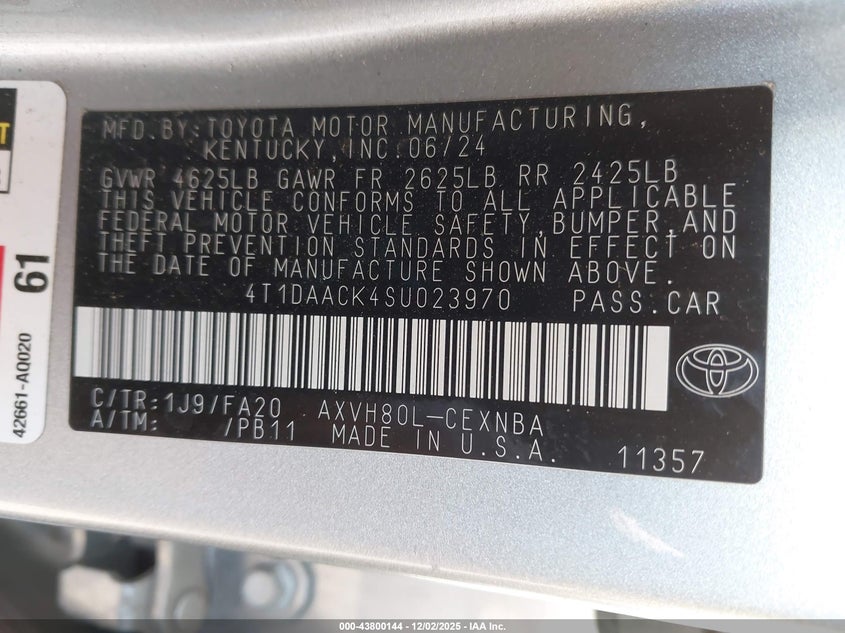 MFD. BY: TOYOTA MOTOR MANUFACTURING,
KENTUCKY, INC. 06/24
GVWR 4625LB GAWR FR 2625LB RR 2425LB
THIS VEHICLE CONFORMS TO ALL APPLICABLE
FEDERAL MOTOR VEHICLE SAFETY, BUMPER, AND
THEFT PREVENTION STANDARDS IN EFFECT ON
THE DATE OF MANUFACTURE SHOWN ABOVE.
4T1DAACK4SU023970 PASS. CAR
C/TR: 1J9/FA20 AXVH80L-CEXNBA
A/TM: /PB11 MADE IN U.S.A. 11357
61
42661-AQ020
000-43800144 - 12/02/2025 - IAA Inc.